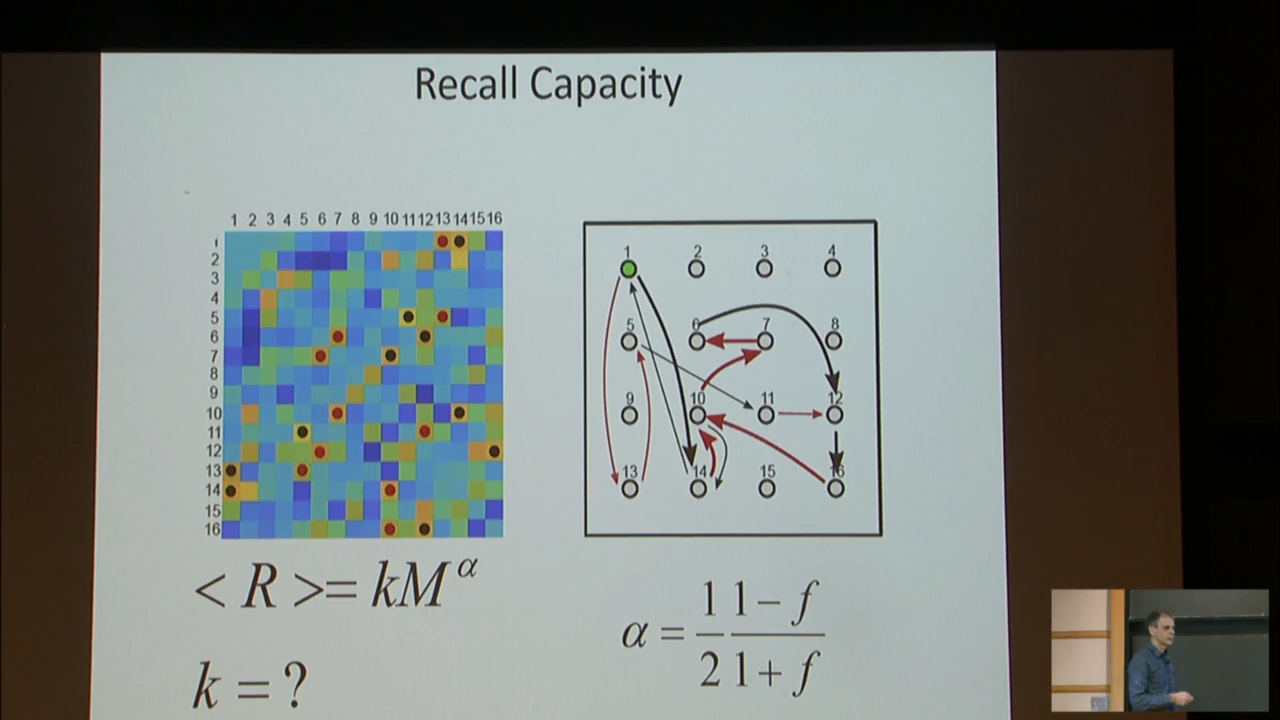 Recall Capacity
1 2 3 4 5 6 7 8 9 10 11 12 13 14 15 16
1
2
3
4
5
6
7
8
9
10
11
12
13
14
15
16
1 2 3 4
5 6 7 8
9 10 11 12
13 14 15 16
< R >= kM^α
α = 1/2 1− f/1+ f
k = ?